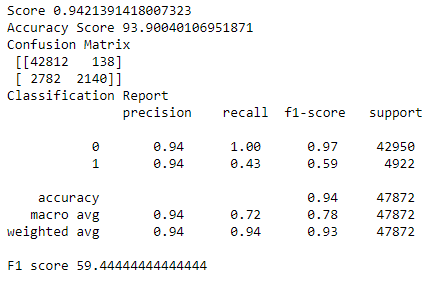 Score 0.9421391418007323
Accuracy Score 93.90040106951871
Confusion Matrix
[[42812 138]
[ 2782 2140]]
Classification Report
precision recall f1-score support
0 0.94 1.00 0.97 42950
1 0.94 0.43 0.59 4922
accuracy 0.94 47872
macro avg 0.94 0.72 0.78 47872
weighted avg 0.94 0.94 0.93 47872
F1 score 59.44444444444444